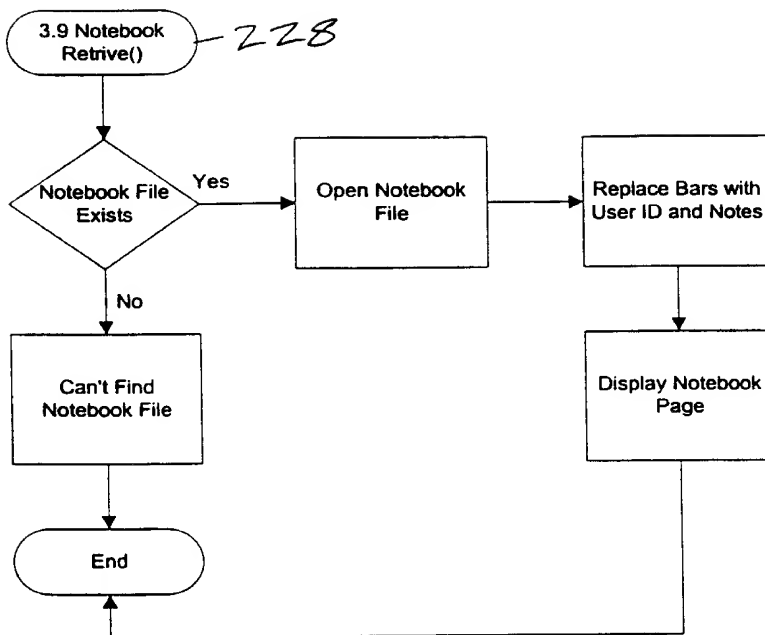 3.9 Notebook
Retrive()
228
Notebook File
Exists
Yes
Open Notebook
File
Replace Bars with
User ID and Notes
No
Can't Find
Notebook File
Display Notebook
Page
End